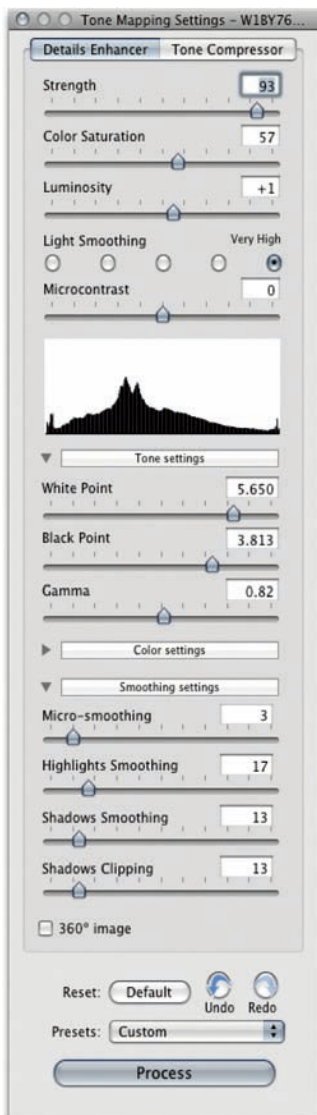 Tone Mapping Settings – W1BY76...
Details Enhancer Tone Compressor
Strength 93
Color Saturation 57
Luminosity +1
Light Smoothing Very High
Microcontrast 0
Tone settings
White Point 5.650
Black Point 3.813
Gamma 0.82
Color settings
Smoothing settings
Micro-smoothing 3
Highlights Smoothing 17
Shadows Smoothing 13
Shadows Clipping 13
360° image
Reset: Default Undo Redo
Presets: Custom
Process